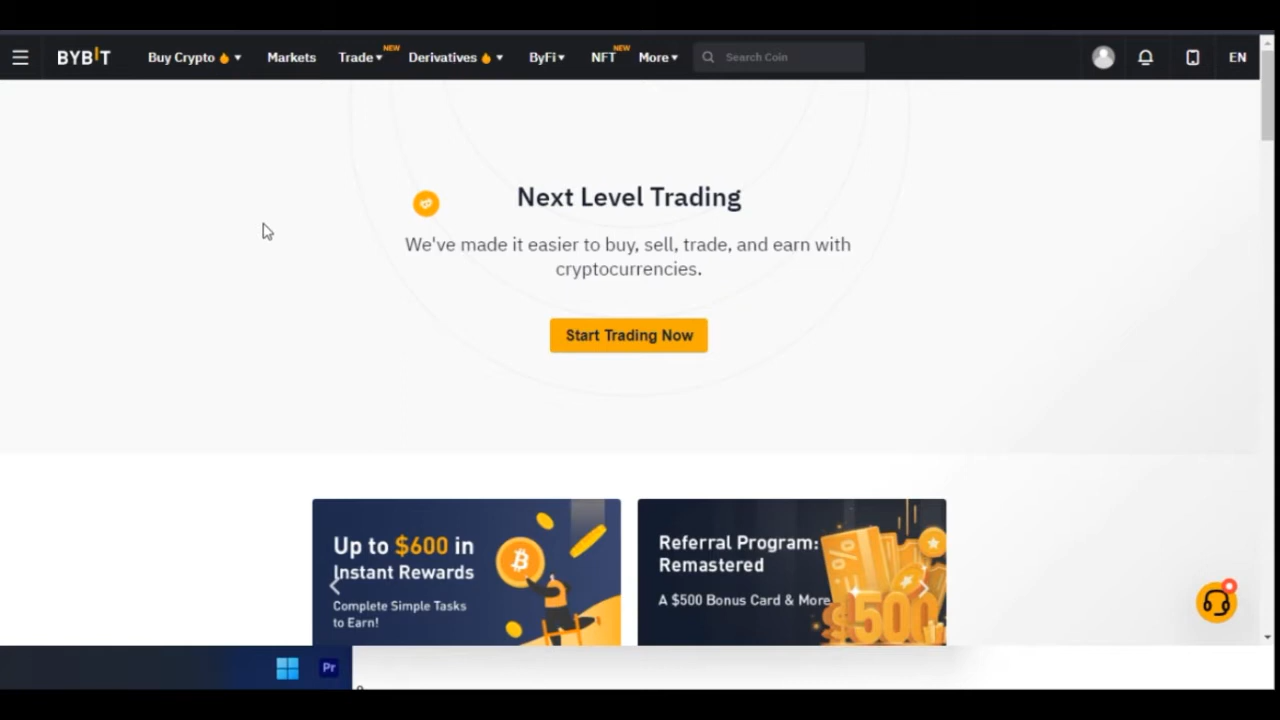 BYBIT Buy Crypto Markets Trade NEW Derivatives ByFi NFT NEW More Search Coin EN
Next Level Trading
We've made it easier to buy, sell, trade, and earn with
cryptocurrencies.
Start Trading Now
Up to $600 in
Instant Rewards
Complete Simple Tasks
to Earn!
Referral Program:
Remastered
A $500 Bonus Card & More
$500
Pr